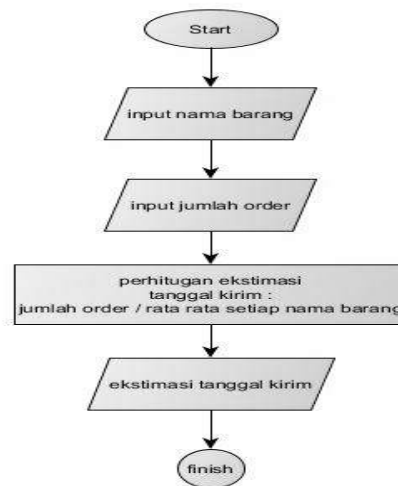 Start
input nama barang
input jumlah order
perhitugan ekstimasi
tanggal kirim :
jumlah order / rata rata setiap nama barang
ekstimasi tanggal kirim
finish